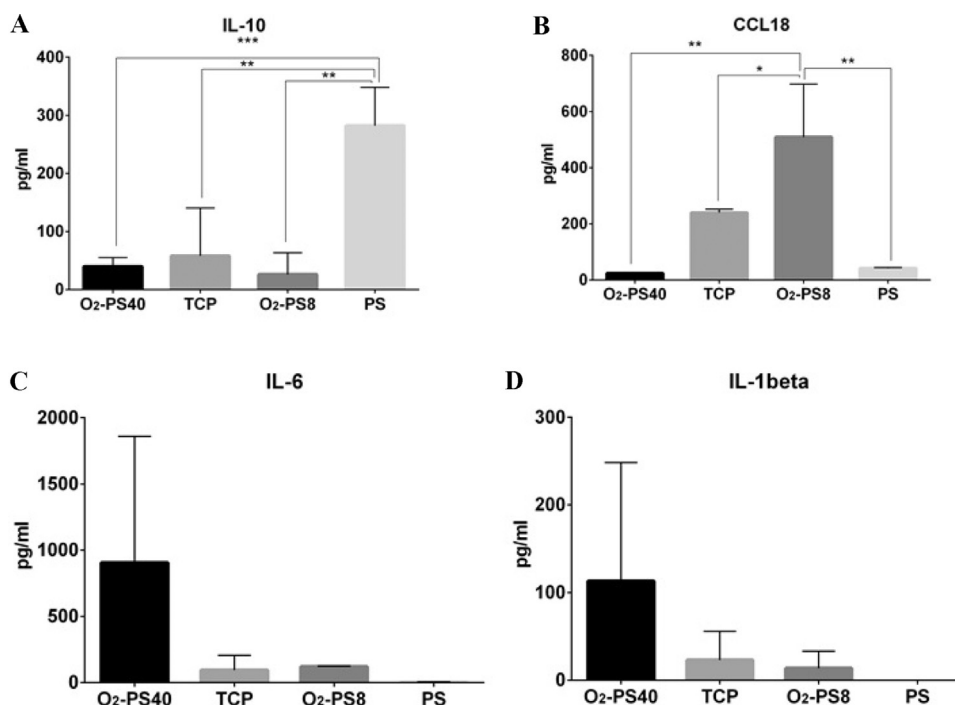 A
IL-10
***
**
**
400
300
200
100
0
pg/ml
O₂-PS40 TCP O₂-PS8 PS
B
CCL18
**
*
**
800
600
400
200
0
pg/ml
O₂-PS40 TCP O₂-PS8 PS
C
IL-6
2000
1500
1000
500
0
pg/ml
O₂-PS40 TCP O₂-PS8 PS
D
IL-1beta
300
200
100
0
pg/ml
O₂-PS40 TCP O₂-PS8 PS